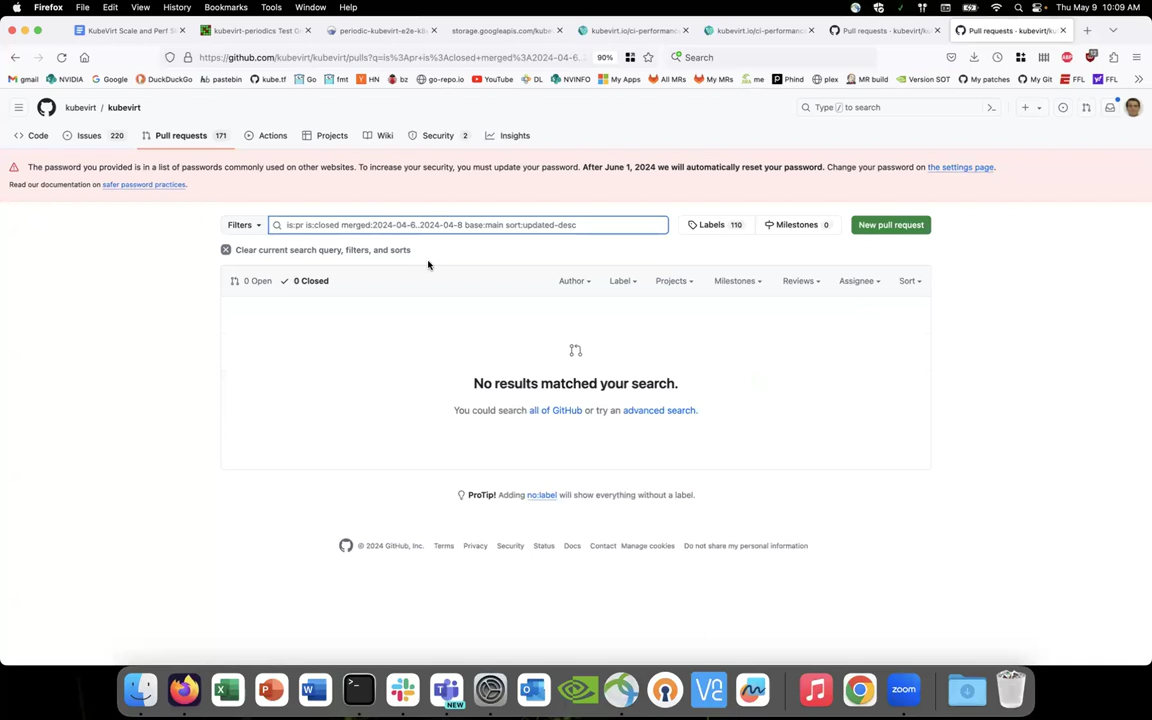 Firefox File Edit View History Bookmarks Tools Window Help Thu May 9 10:09 AM
KubeVirt Scale and Perf S kubevirt-periodics Test G periodic-kubevirt-e2e-k8 storage.googleapis.com/kube kubevirt.io/ci-performanc kubevirt.io/ci-performanc Pull requests · kubevirt/ku Pull requests · kubevirt/ku
https://github.com/kubevirt/kubevirt/pulls?q=is%3Apr+is%3Aclosed+merged%3A2024-04-6.. 90% Search
gmail NVIDIA Google DuckDuckGo pastebin kube.tf Go fmt HN bz go-repo.io YouTube DL NVINFO My Apps All MRs My MRs Phind plex MR build Version SOT My patches My Git FFL FFL
kubevirt / kubevirt Type / to search
Code Issues 220 Pull requests 171 Actions Projects Wiki Security 2 Insights
The password you provided is in a list of passwords commonly used on other websites. To increase your security, you must update your password. After June 1, 2024 we will automatically reset your password. Change your password on the settings page.
Read our documentation on safer password practices.
Filters is:pr is:closed merged:2024-04-6..2024-04-8 base:main sort:updated-desc Labels 110 Milestones 0 New pull request
Clear current search query, filters, and sorts
0 Open 0 Closed Author Label Projects Milestones Reviews Assignee Sort
No results matched your search.
You could search all of GitHub or try an advanced search.
ProTip! Adding no:label will show everything without a label.
© 2024 GitHub, Inc. Terms Privacy Security Status Docs Contact Manage cookies Do not share my personal information
NEW
zoom